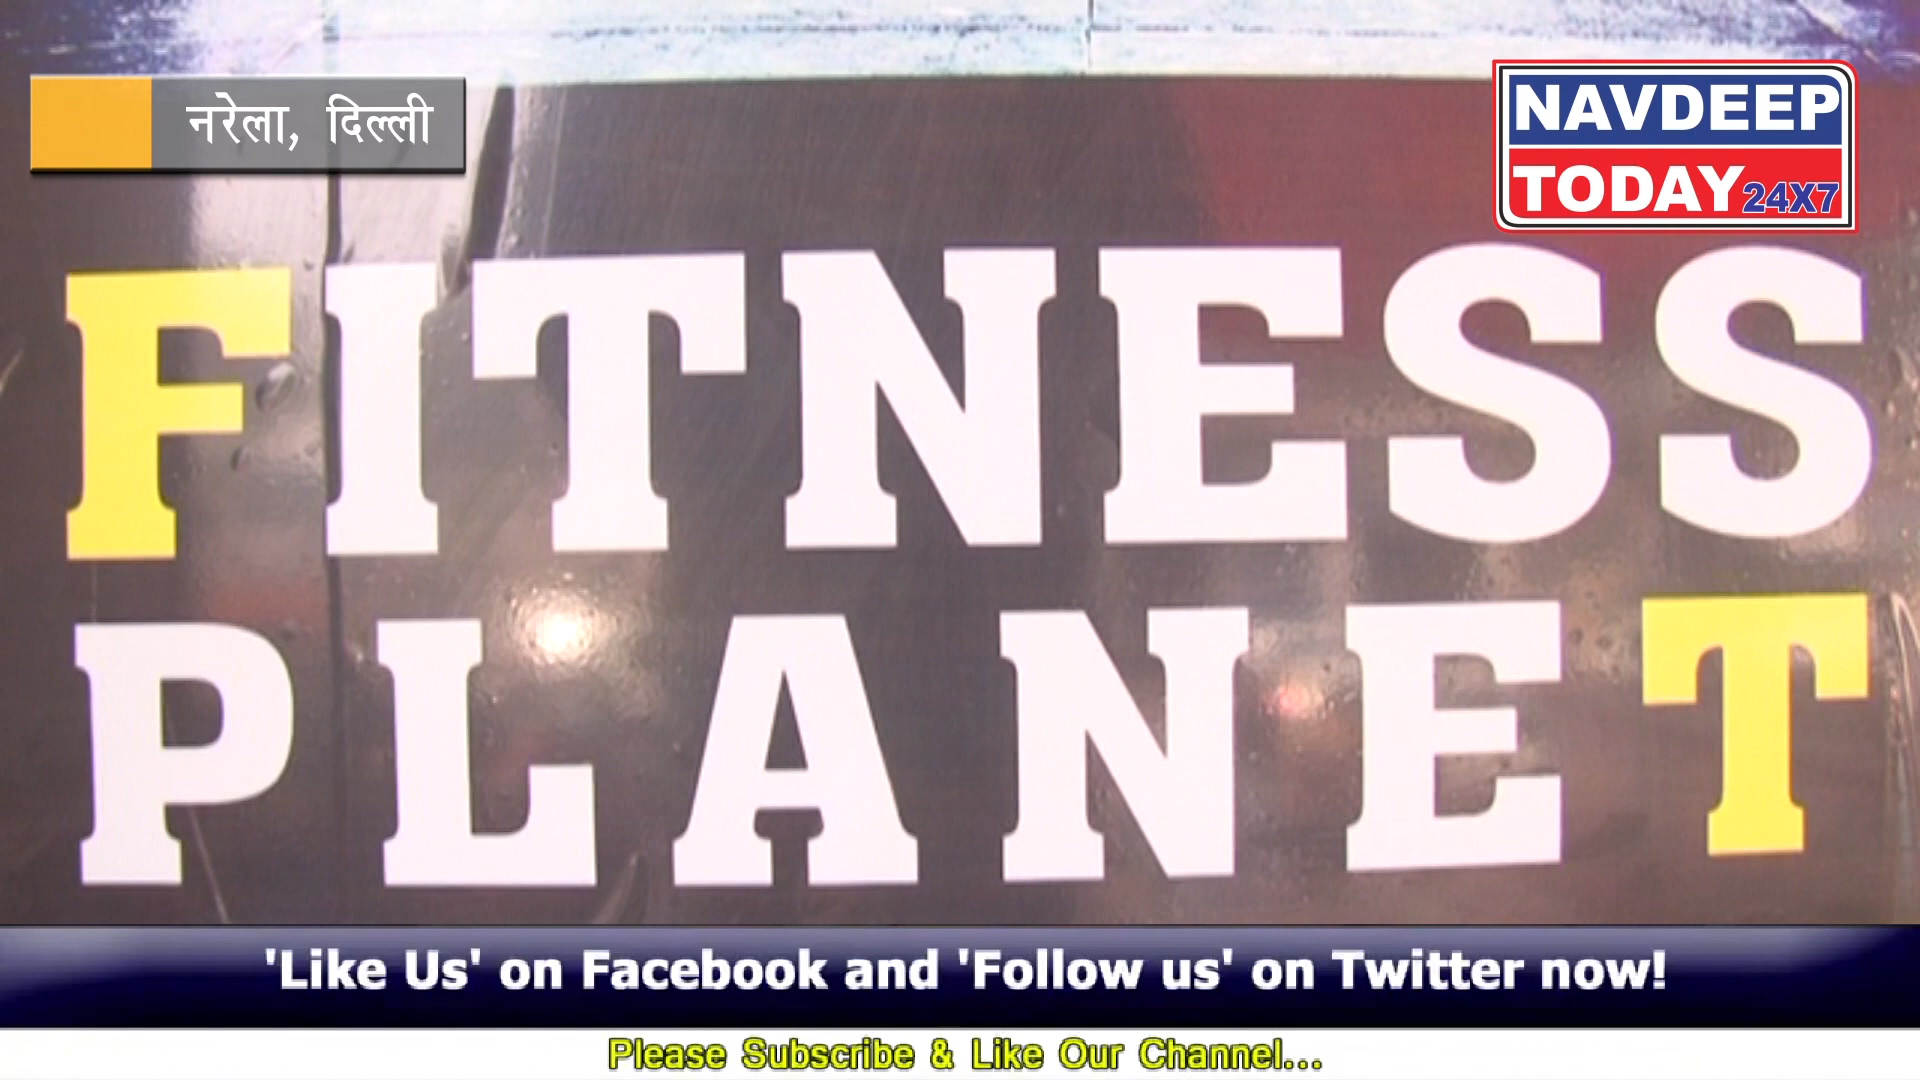 नरेला, दिल्ली
NAVDEEP
TODAY 24X7
FITNESS
PLANET
'Like Us' on Facebook and 'Follow us' on Twitter now!
Please Subscribe & Like Our Channel...